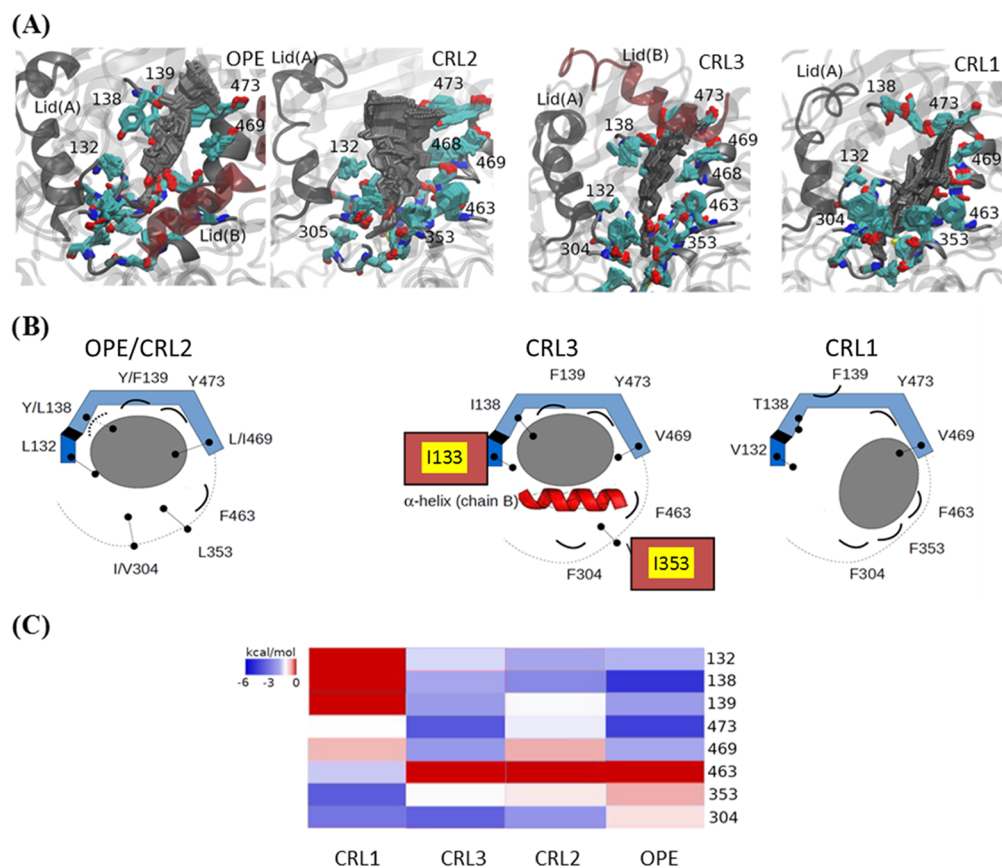 (A)
OPE
139
138
Lid(A)
473
469
132
Lid(B)
Lid(A)
CRL2
473
132
468
469
463
305
353
Lid(B)
CRL3
Lid(A)
473
138
469
132
468
463
304
353
CRL1
Lid(A)
138
473
132
469
304
463
353
(B)
OPE/CRL2
Y/F139
Y473
Y/L138
L132
L/I469
F463
L353
I/V304
CRL3
F139
Y473
I138
V469
I133
α-helix (chain B)
F463
F304
I353
CRL1
F139
Y473
T138
V132
V469
F463
F353
F304
(C)
kcal/mol
-6 -3 0
132
138
139
473
469
463
353
304
CRL1 CRL3 CRL2 OPE